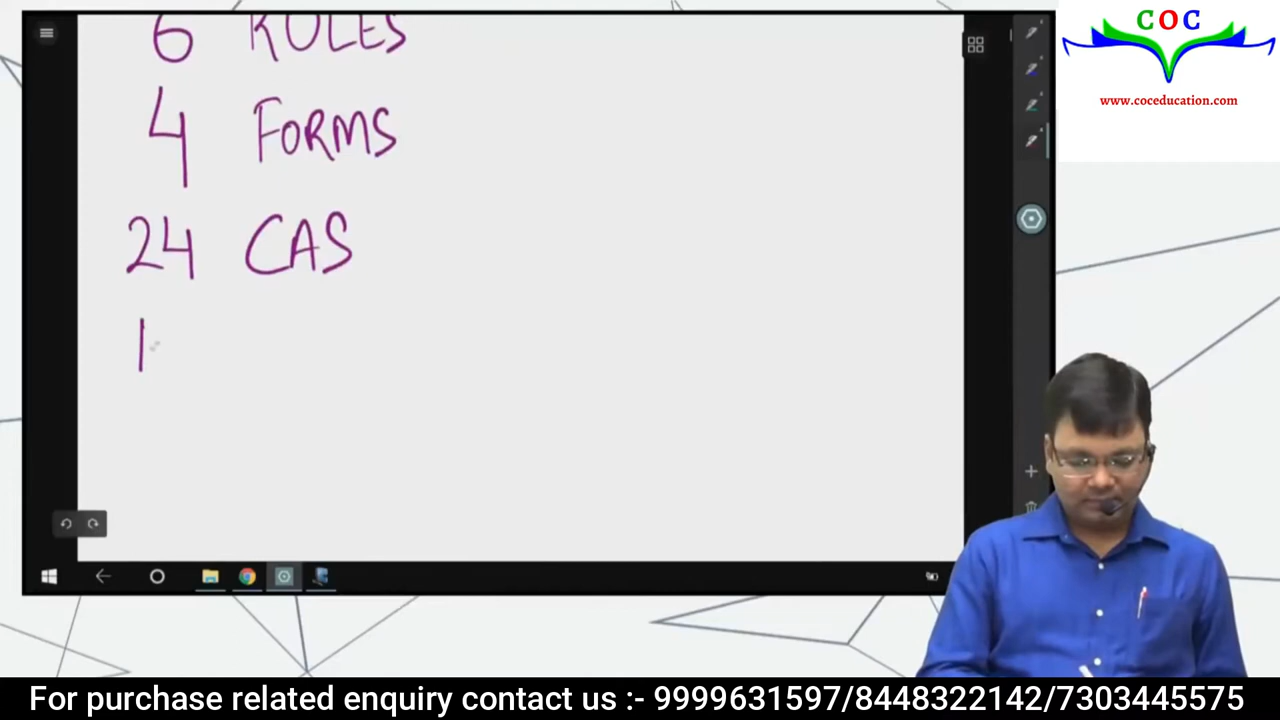 6 RULES
4 FORMS
24 CAS
1
COC
www.coceducation.com
For purchase related enquiry contact us :- 9999631597/8448322142/7303445575